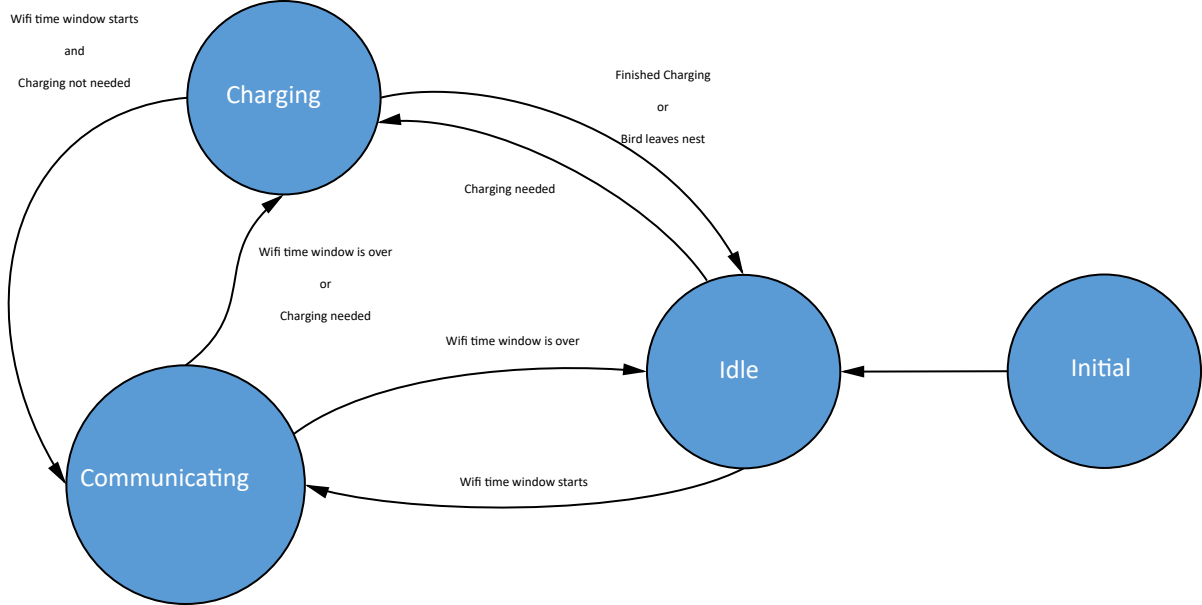 Wifi time window starts
and
Charging not needed
Charging
Finished Charging
or
Bird leaves nest
Charging needed
Wifi time window is over
or
Charging needed
Wifi time window is over
Idle
Initial
Communicating
Wifi time window starts